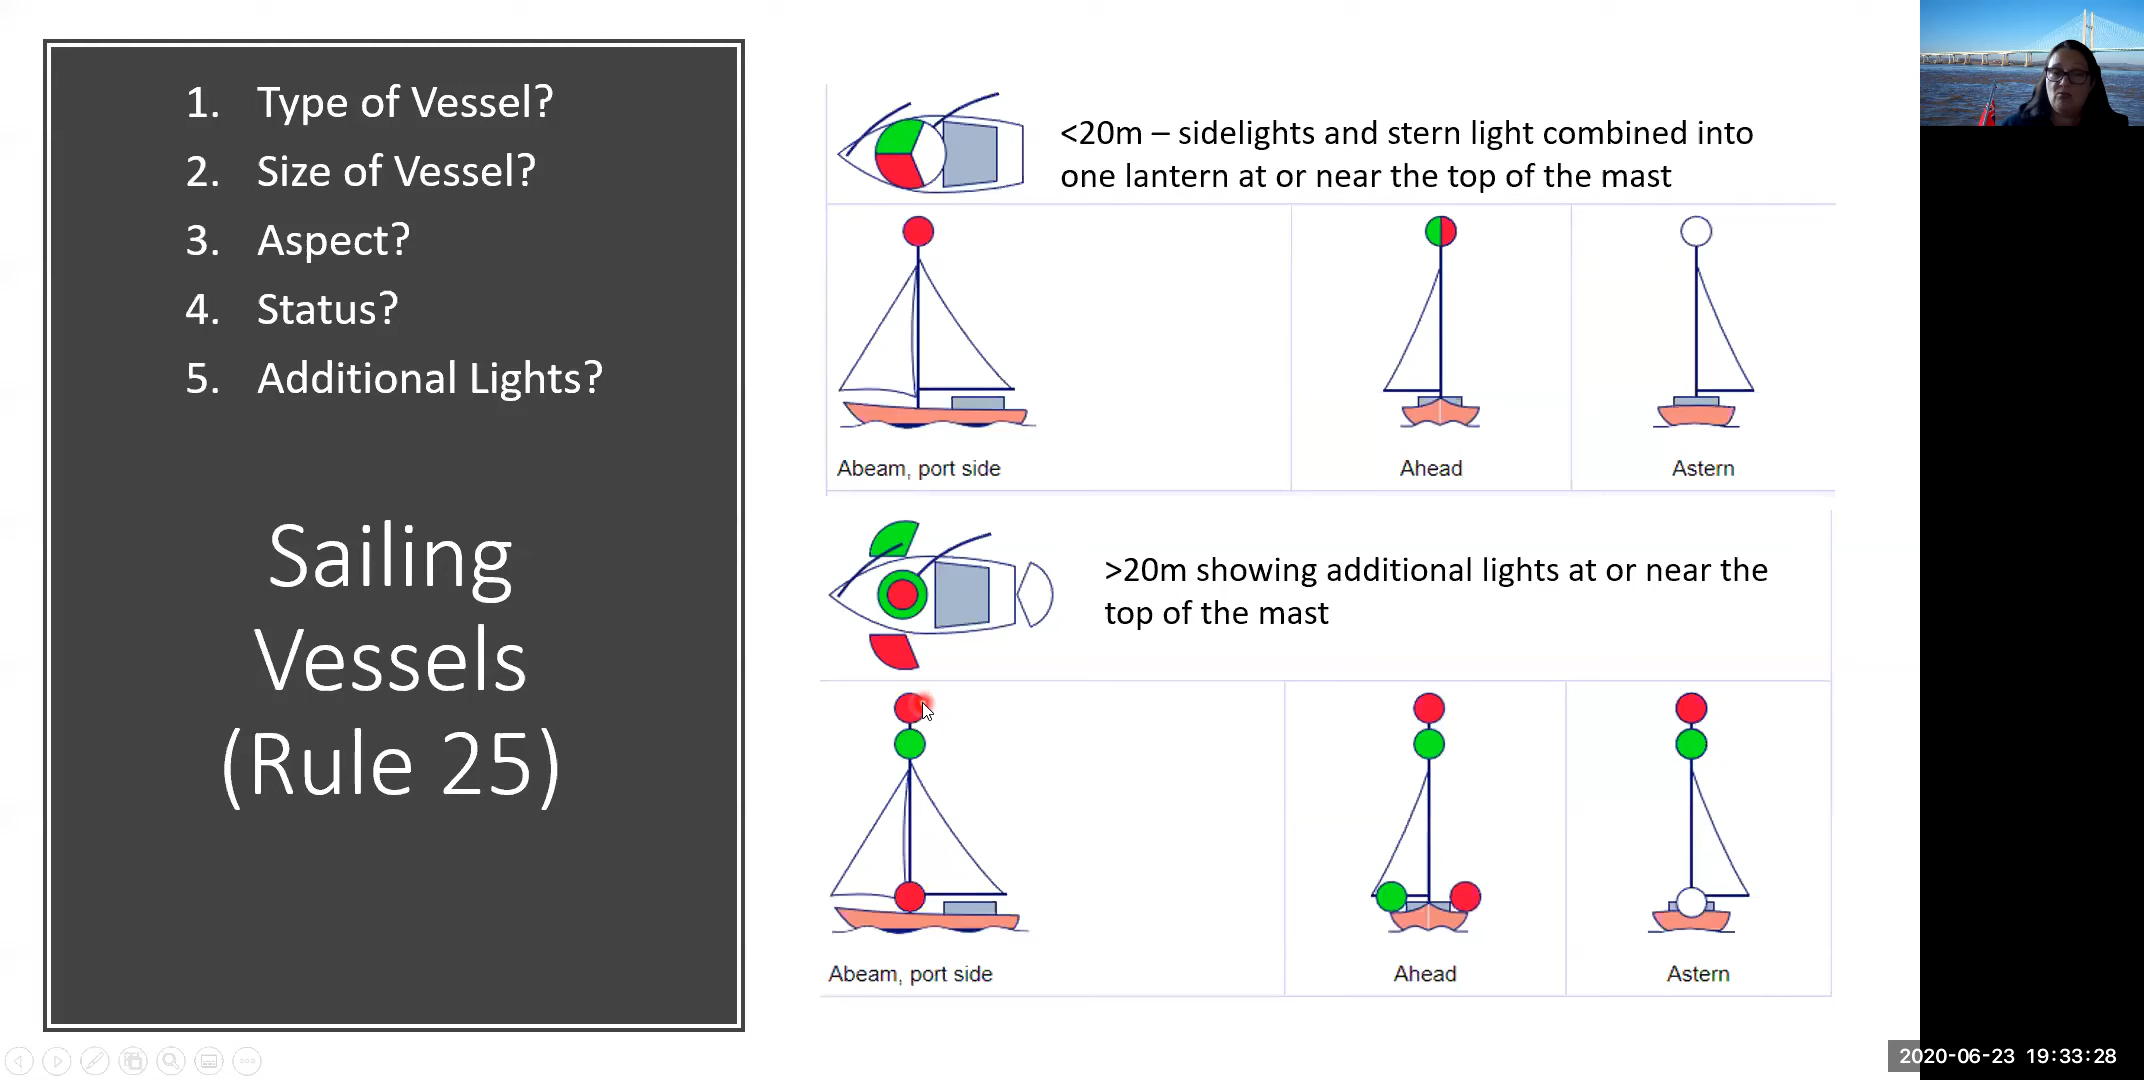 1. Type of Vessel?
2. Size of Vessel?
3. Aspect?
4. Status?
5. Additional Lights?
Sailing
Vessels
(Rule 25)
<20m – sidelights and stern light combined into
one lantern at or near the top of the mast
Abeam, port side
Ahead
Astern
>20m showing additional lights at or near the
top of the mast
Abeam, port side
Ahead
Astern
2020-06-23 19:33:28